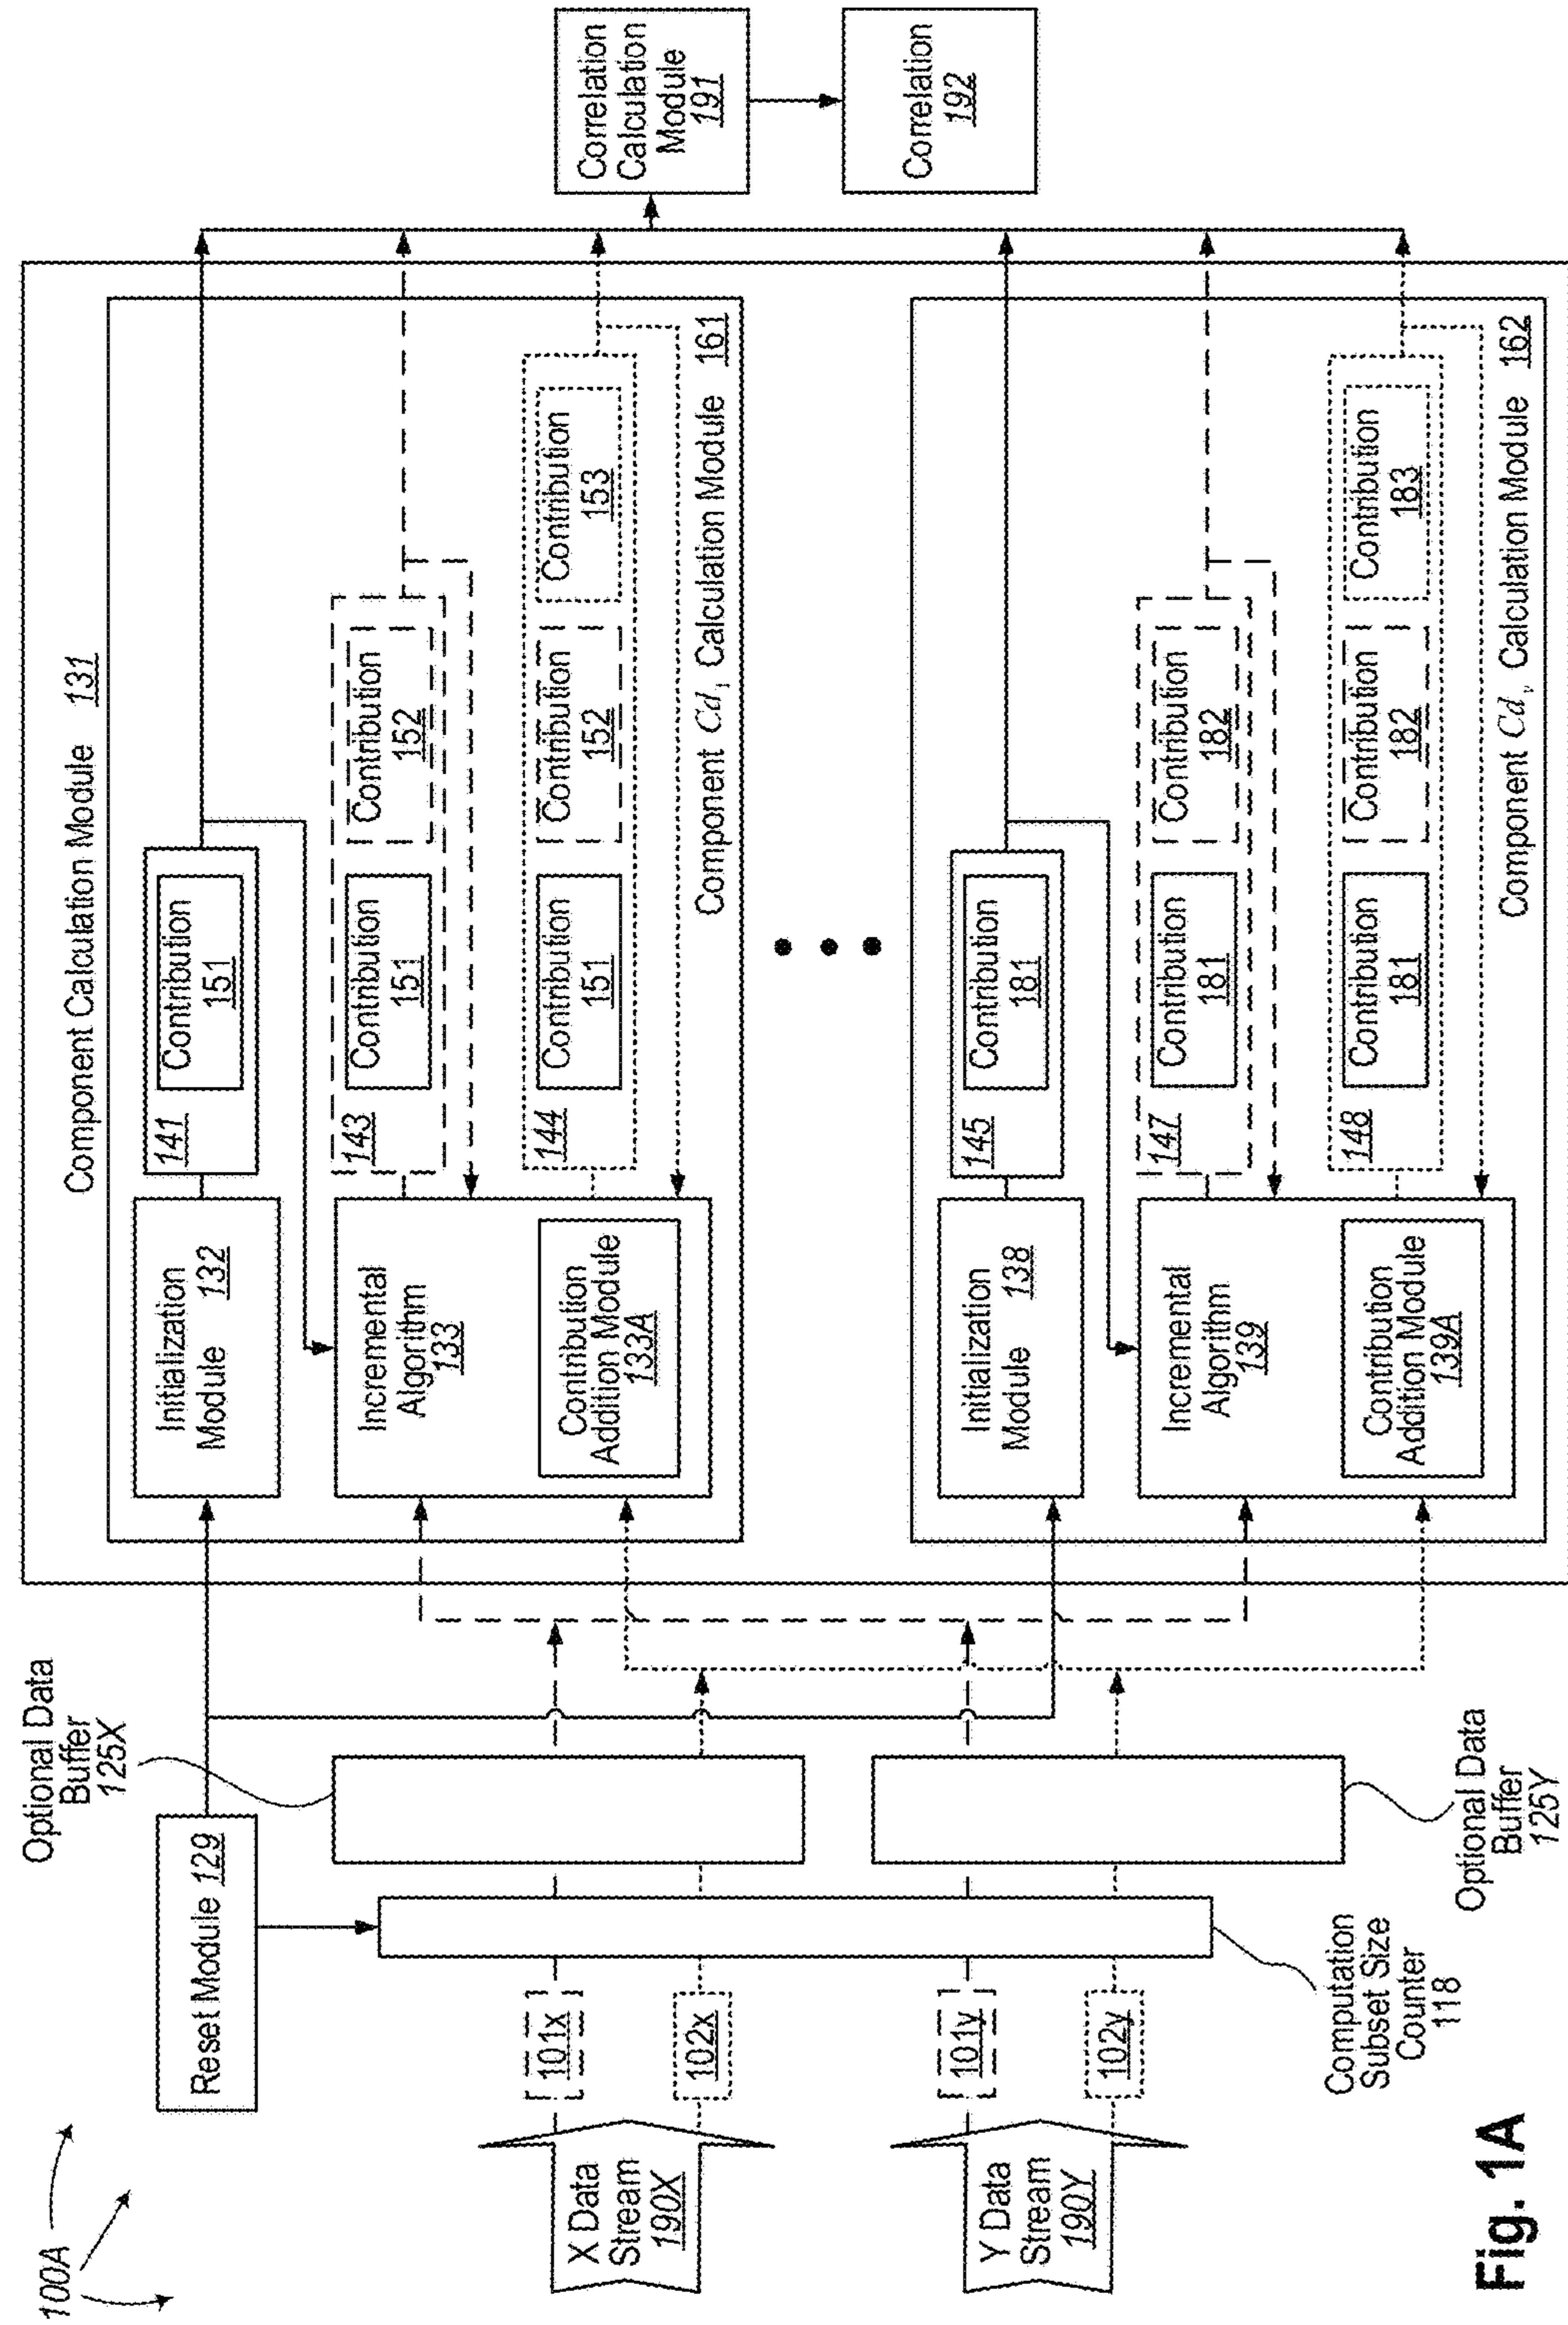 100A
Reset Module 129
X Data
Stream
190X
Y Data
Stream
190Y
101x
102x
101y
102y
Computation
Subset Size
Counter
118
Optional Data
Buffer
125X
Optional Data
Buffer
125Y
Component Calculation Module 131
Initialization
Module 132
141
Contribution
151
Incremental
Algorithm
133
Contribution
Addition Module
133A
143
Contribution
151
Contribution
152
144
Contribution
151
Contribution
152
Contribution
153
Component Cd1 Calculation Module 161
Initialization
Module 138
145
Contribution
181
Incremental
Algorithm
139
Contribution
Addition Module
139A
147
Contribution
181
Contribution
182
148
Contribution
181
Contribution
182
Contribution
183
Component Cdv Calculation Module 162
Correlation
Calculation
Module
191
Correlation
192
Fig. 1A